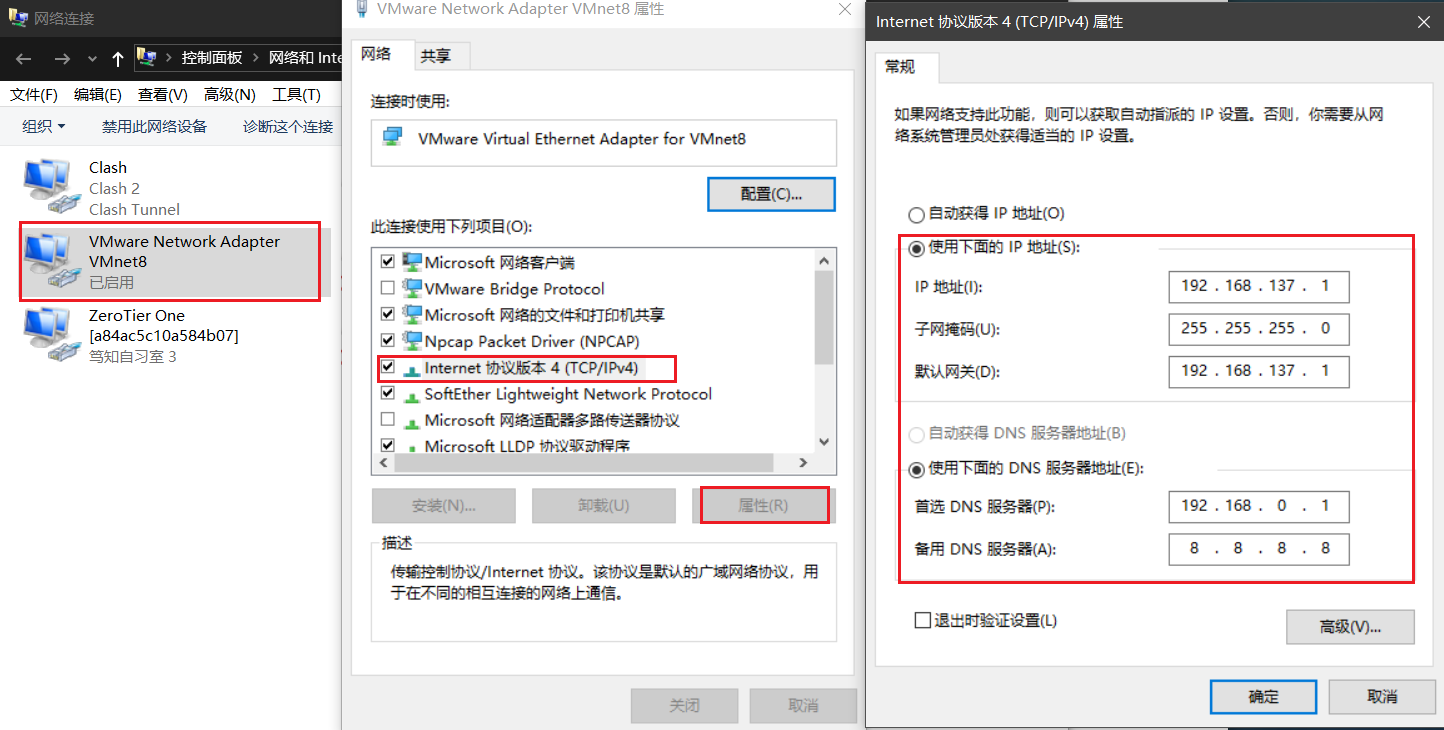 网络连接
控制面板 > 网络和 Inte
文件(F) 编辑(E) 查看(V) 高级(N) 工具(T)
组织 禁用此网络设备 诊断这个连接
Clash
Clash 2
Clash Tunnel
VMware Network Adapter
VMnet8
已启用
ZeroTier One
[a84ac5c10a584b07]
笃知自习室 3
VMware Network Adapter VMnet8 属性
网络 共享
连接时使用:
VMware Virtual Ethernet Adapter for VMnet8
配置(C)...
此连接使用下列项目(O):
Microsoft 网络客户端
VMware Bridge Protocol
Microsoft 网络的文件和打印机共享
Npcap Packet Driver (NPCAP)
Internet 协议版本 4 (TCP/IPv4)
SoftEther Lightweight Network Protocol
Microsoft 网络适配器多路传送器协议
Microsoft LLDP 协议驱动程序
安装(N)... 卸载(U) 属性(R)
描述
传输控制协议/Internet 协议。该协议是默认的广域网络协议，用
于在不同的相互连接的网络上通信。
关闭 取消
Internet 协议版本 4 (TCP/IPv4) 属性
常规
如果网络支持此功能，则可以获取自动指派的 IP 设置。否则，你需要从网
络系统管理员处获得适当的 IP 设置。
自动获得 IP 地址(O)
使用下面的 IP 地址(S):
IP 地址(I): 192 . 168 . 137 . 1
子网掩码(U): 255 . 255 . 255 . 0
默认网关(D): 192 . 168 . 137 . 1
自动获得 DNS 服务器地址(B)
使用下面的 DNS 服务器地址(E):
首选 DNS 服务器(P): 192 . 168 . 0 . 1
备用 DNS 服务器(A): 8 . 8 . 8 . 8
退出时验证设置(L)
高级(V)...
确定 取消